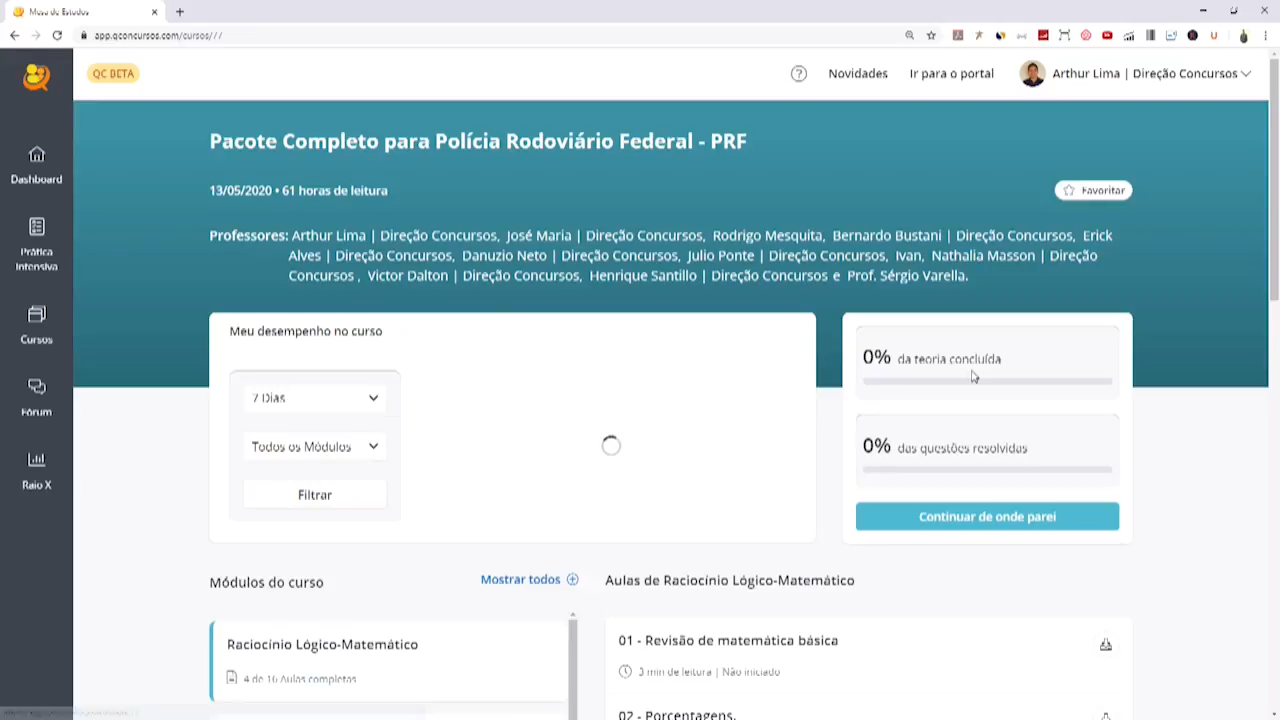 Mesa de Estudos
app.qconcursos.com/cursos///
QC BETA
Novidades
Ir para o portal
Arthur Lima | Direção Concursos
Dashboard
Prática
Intensiva
Cursos
Fórum
Raio X
Pacote Completo para Polícia Rodoviário Federal - PRF
13/05/2020 • 61 horas de leitura
Favoritar
Professores: Arthur Lima | Direção Concursos, José Maria | Direção Concursos, Rodrigo Mesquita, Bernardo Bustani | Direção Concursos, Erick
Alves | Direção Concursos, Danuzio Neto | Direção Concursos, Julio Ponte | Direção Concursos, Ivan, Nathalia Masson | Direção
Concursos , Victor Dalton | Direção Concursos, Henrique Santillo | Direção Concursos e Prof. Sérgio Varella.
Meu desempenho no curso
7 Dias
Todos os Módulos
Filtrar
0% da teoria concluída
0% das questões resolvidas
Continuar de onde parei
Módulos do curso
Mostrar todos
Raciocínio Lógico-Matemático
4 de 16 Aulas completas
Aulas de Raciocínio Lógico-Matemático
01 - Revisão de matemática básica
3 min de leitura | Não iniciado
02 - Porcentagens.